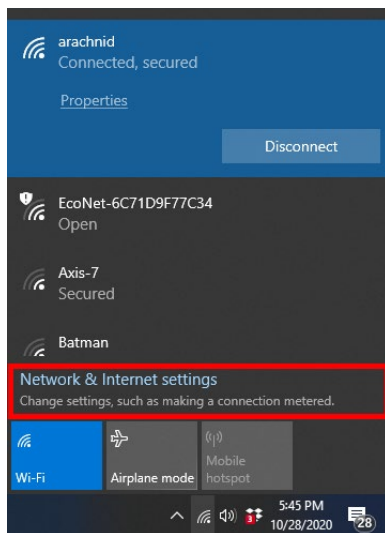 arachnid
Connected, secured
Properties
Disconnect
EcoNet-6C71D9F77C34
Open
Axis-7
Secured
Batman
Network & Internet settings
Change settings, such as making a connection metered.
Wi-Fi
Airplane mode
Mobile
hotspot
3
5:45 PM
10/28/2020
28